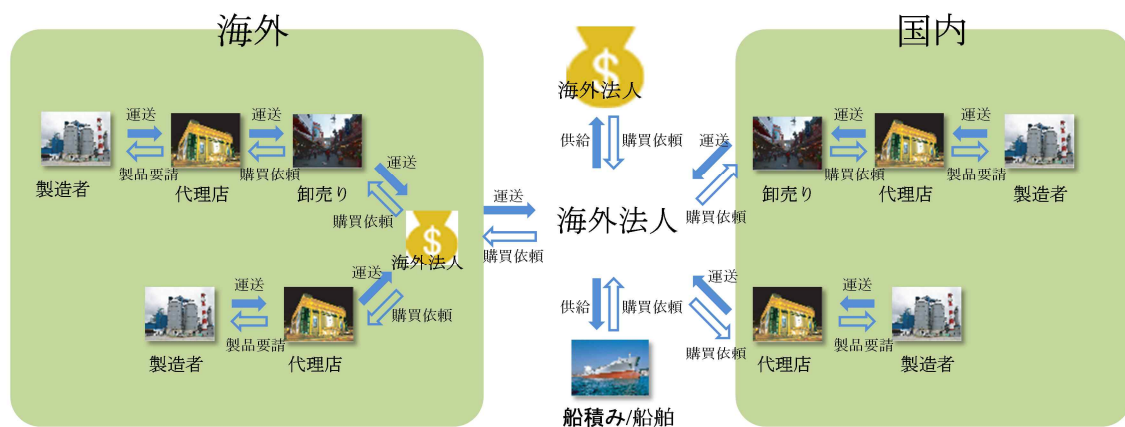 海外
国内
海外法人
供給
購買依頼
運送
運送
製品要請
購買依頼
製造者
代理店
卸売り
運送
購買依頼
海外法人
運送
購買依頼
海外法人
運送
購買依頼
運送
運送
購買依頼
製品要請
卸売り
代理店
製造者
運送
製品要請
製造者
代理店
運送
購買依頼
供給
購買依頼
船積み/船舶
運送
購買依頼
運送
製品要請
代理店
製造者